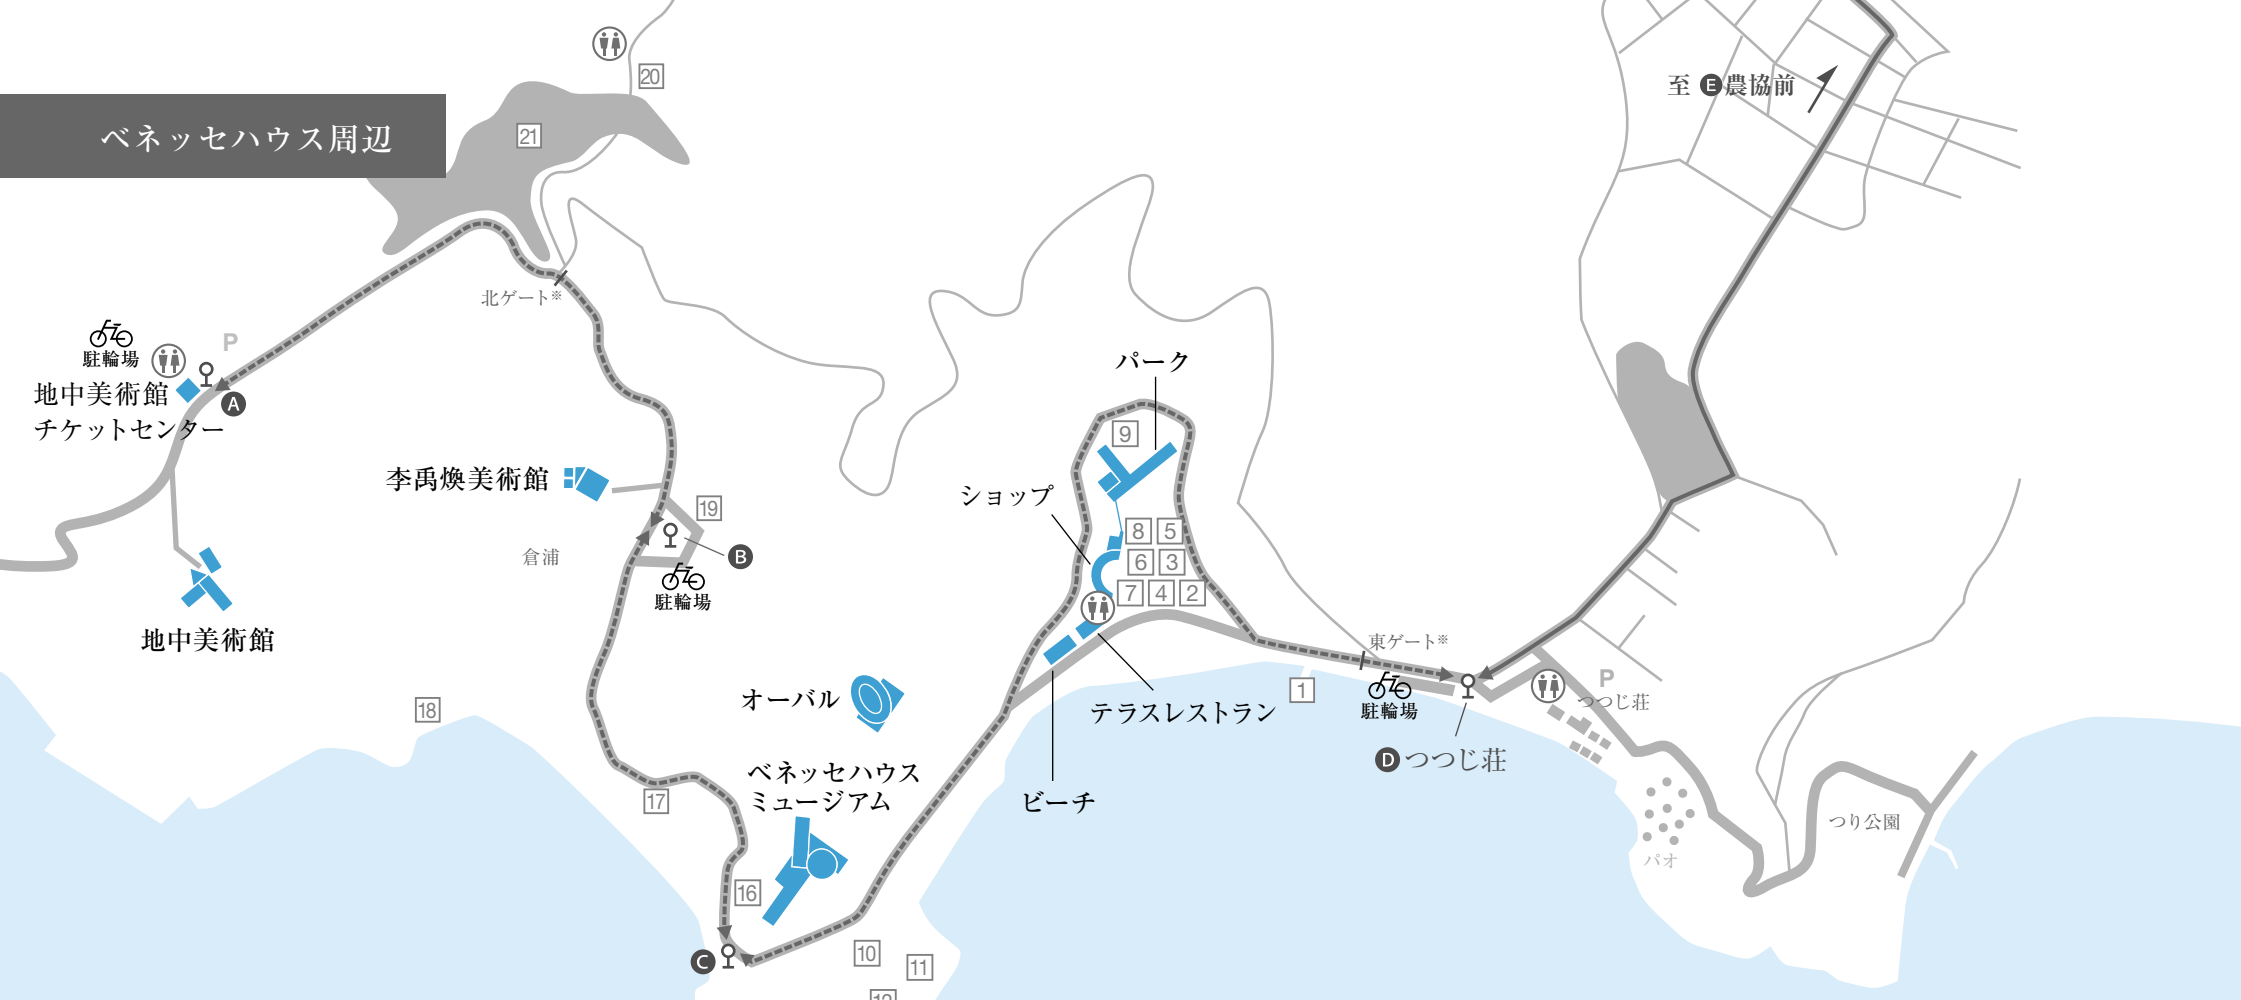 ベネッセハウス周辺
20
21
至 E 農協前
北ゲート※
P
駐輪場
A
地中美術館
チケットセンター
パーク
9
李禹煥美術館
ショップ
19
8 5
倉浦
B
6 3
駐輪場
7 4 2
地中美術館
東ゲート※
P
つつじ荘
18
オーバル
1
駐輪場
テラスレストラン
D つつじ荘
ベネッセハウス
ミュージアム
17
ビーチ
つり公園
パオ
16
C
10
11